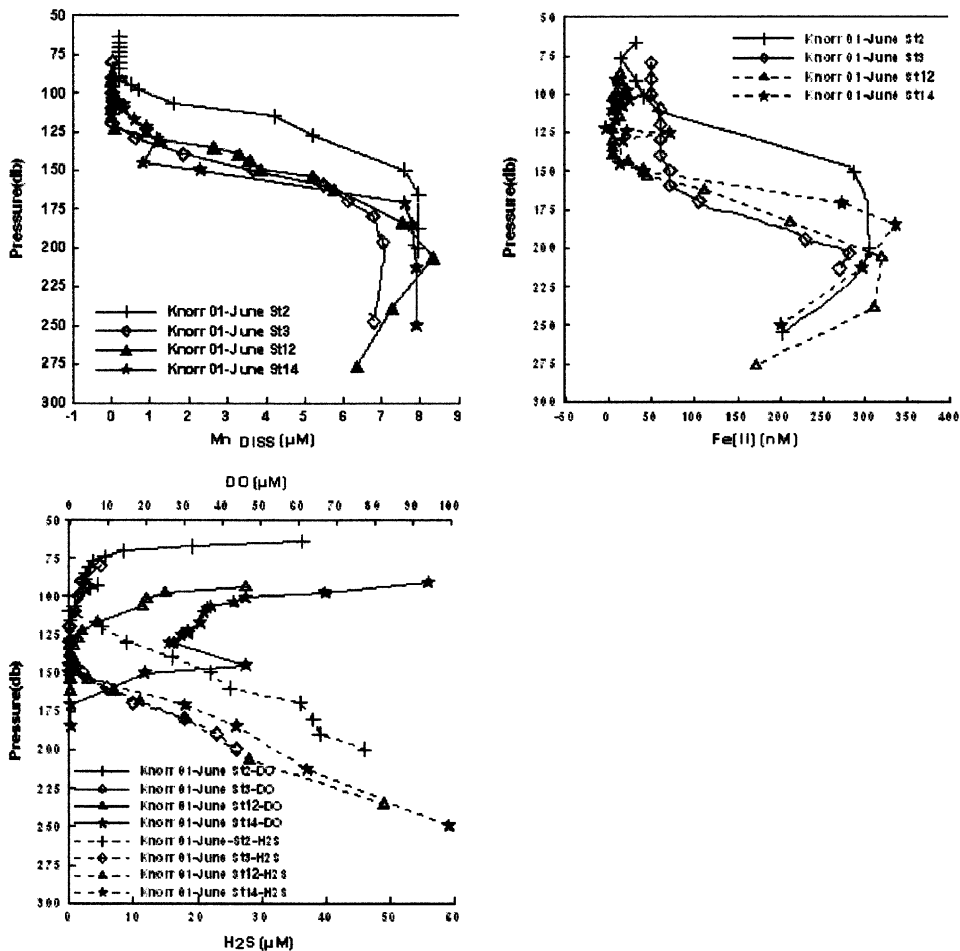 50
75
100
125
150
175
200
225
250
275
300
Pressure(db)
Knorr 01-June St2
Knorr 01-June St3
Knorr 01-June St12
Knorr 01-June St14
-1 0 1 2 3 4 5 6 7 8 9
Mn DISS (µM)
50
75
100
125
150
175
200
225
250
275
300
Pressure(db)
Knorr 01-June St2
Knorr 01-June St3
Knorr 01-June St12
Knorr 01-June St14
-50 0 50 100 150 200 250 300 350 400
Fe(II) (nM)
DO (µM)
0 10 20 30 40 50 60 70 80 90 100
50
75
100
125
150
175
200
225
250
275
300
Pressure(db)
Knorr 01-June St2-DO
Knorr 01-June St3-DO
Knorr 01-June St12-DO
Knorr 01-June St14-DO
Knorr 01-June-St2-H2S
Knorr 01-June St3-H2S
Knorr 01-June St12-H2S
Knorr 01-June St14-H2S
0 10 20 30 40 50 60
H2S (µM)